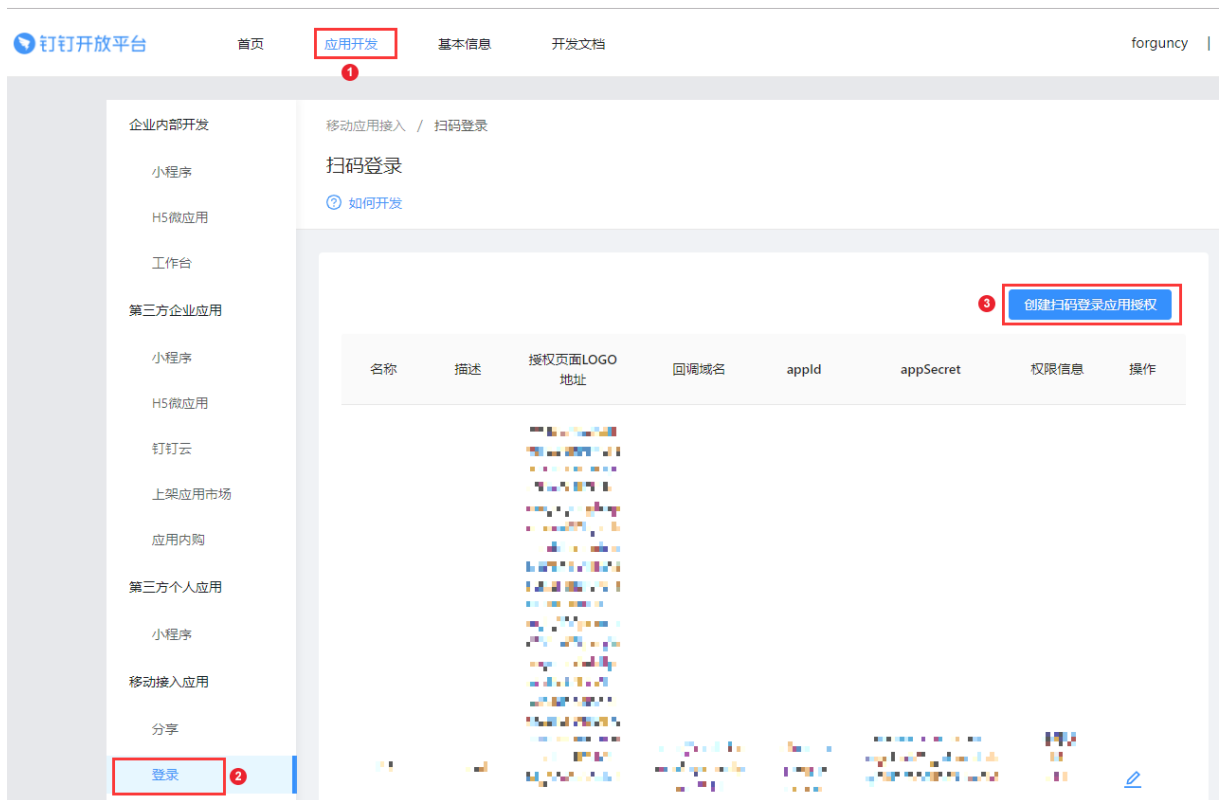 钉钉开放平台 首页 应用开发 基本信息 开发文档 forguncy |
1
企业内部开发
小程序
H5微应用
工作台
第三方企业应用
小程序
H5微应用
钉钉云
上架应用市场
应用内购
第三方个人应用
小程序
移动接入应用
分享
登录 2
移动应用接入 / 扫码登录
扫码登录
? 如何开发
3 创建扫码登录应用授权
名称 描述 授权页面LOGO 回调域名 appId appSecret 权限信息 操作
地址